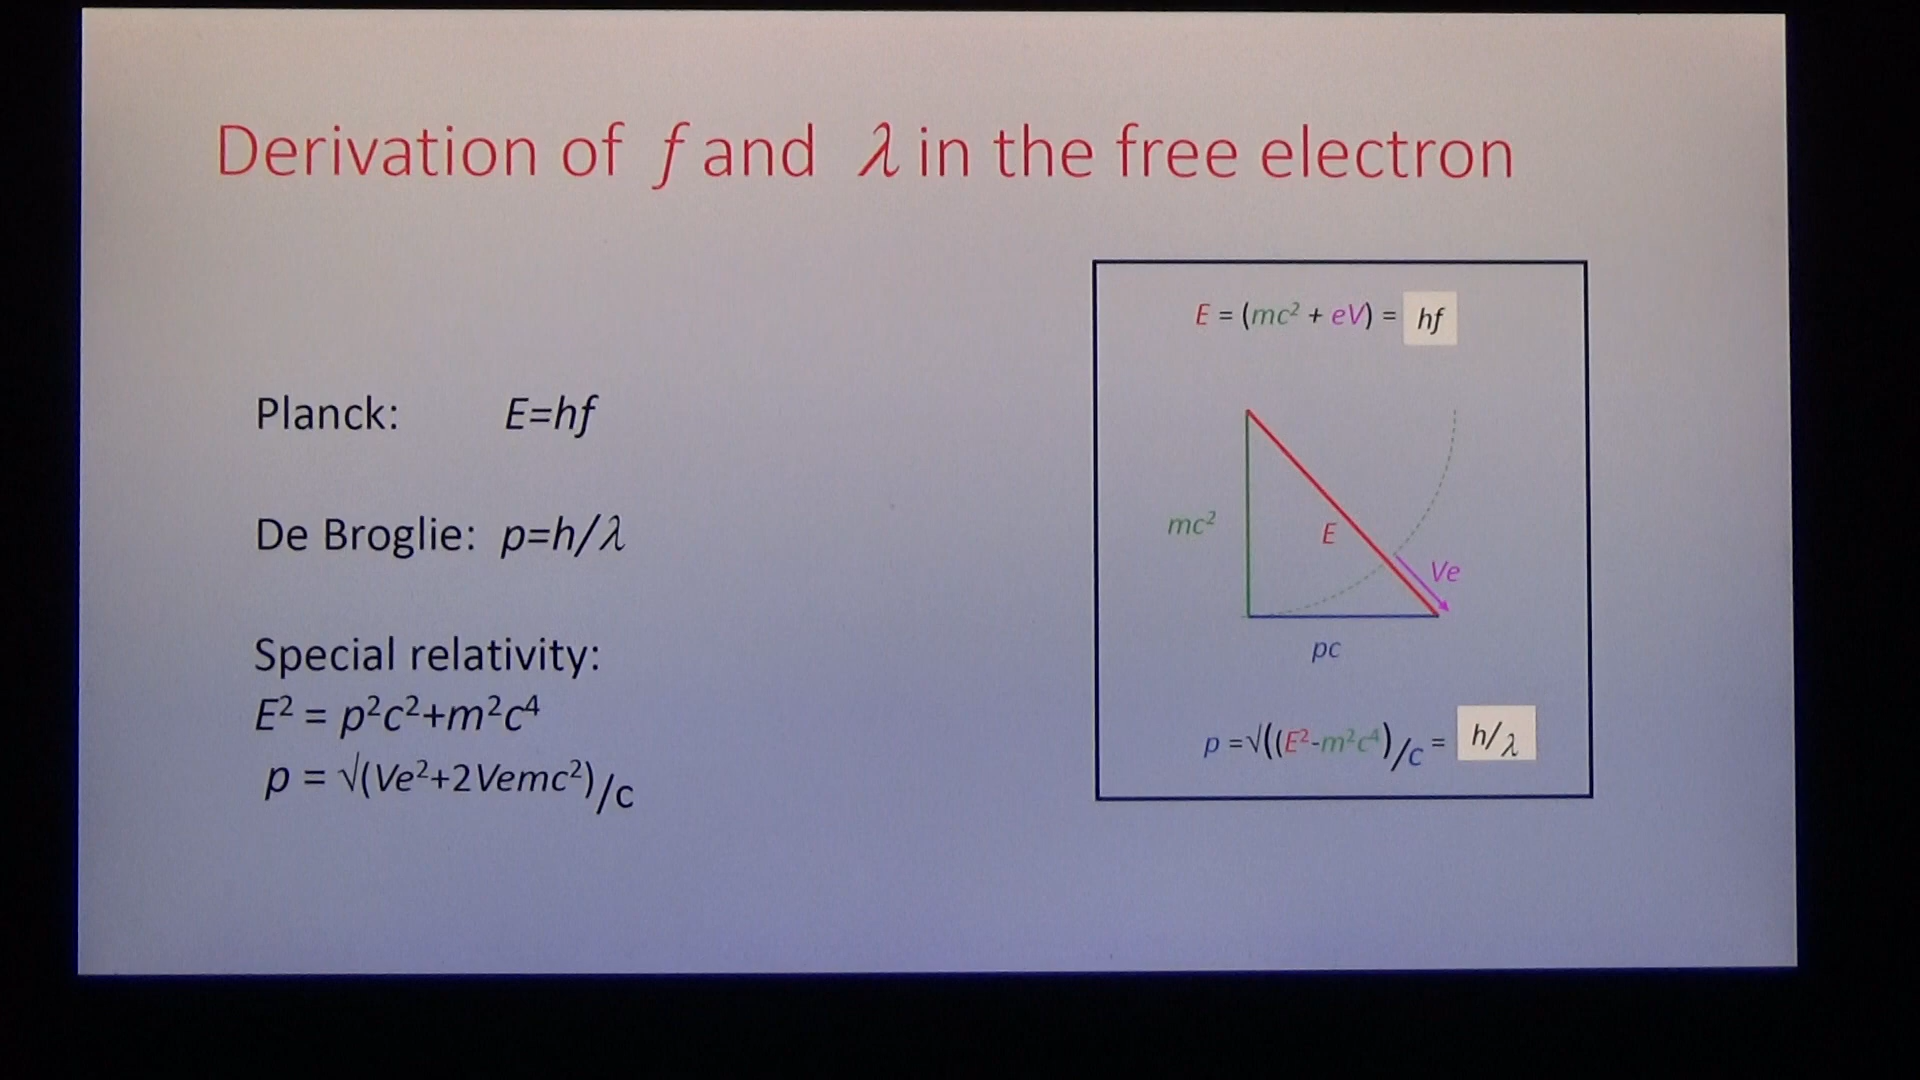 Derivation of f and λ in the free electron
Planck: E=hf
De Broglie: p=h/λ
Special relativity:
E² = p²c²+m²c⁴
p = √(Ve²+2Vemc²)/c
E = (mc² + eV) = hf
mc²
E
Ve
pc
p =√((E²-m²c⁴)/c = h/λ